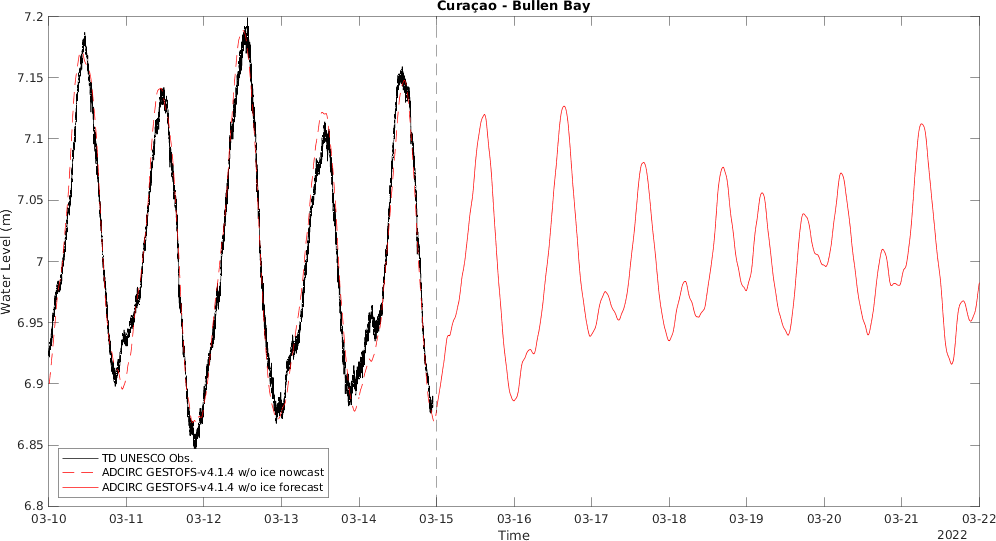 Curaçao - Bullen Bay
Water Level (m)
7.2
7.15
7.1
7.05
7
6.95
6.9
6.85
6.8
TD UNESCO Obs.
ADCIRC GESTOFS-v4.1.4 w/o ice nowcast
ADCIRC GESTOFS-v4.1.4 w/o ice forecast
03-10 03-11 03-12 03-13 03-14 03-15 03-16 03-17 03-18 03-19 03-20 03-21 03-22
Time
2022